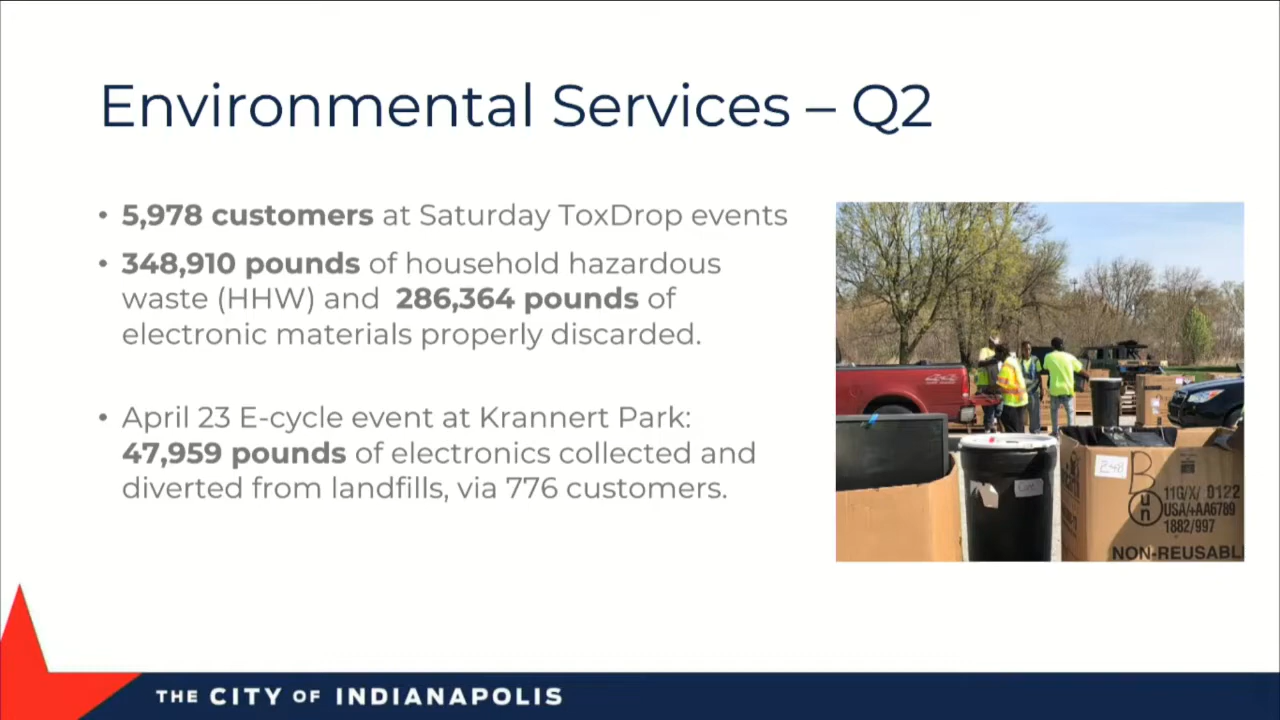 Environmental Services – Q2
• 5,978 customers at Saturday ToxDrop events
• 348,910 pounds of household hazardous
waste (HHW) and 286,364 pounds of
electronic materials properly discarded.
• April 23 E-cycle event at Krannert Park:
47,959 pounds of electronics collected and
diverted from landfills, via 776 customers.
Bun
11G/X/ 0122
USA/+AA6789
1882/997
NON-REUSABL
THE CITY OF INDIANAPOLIS